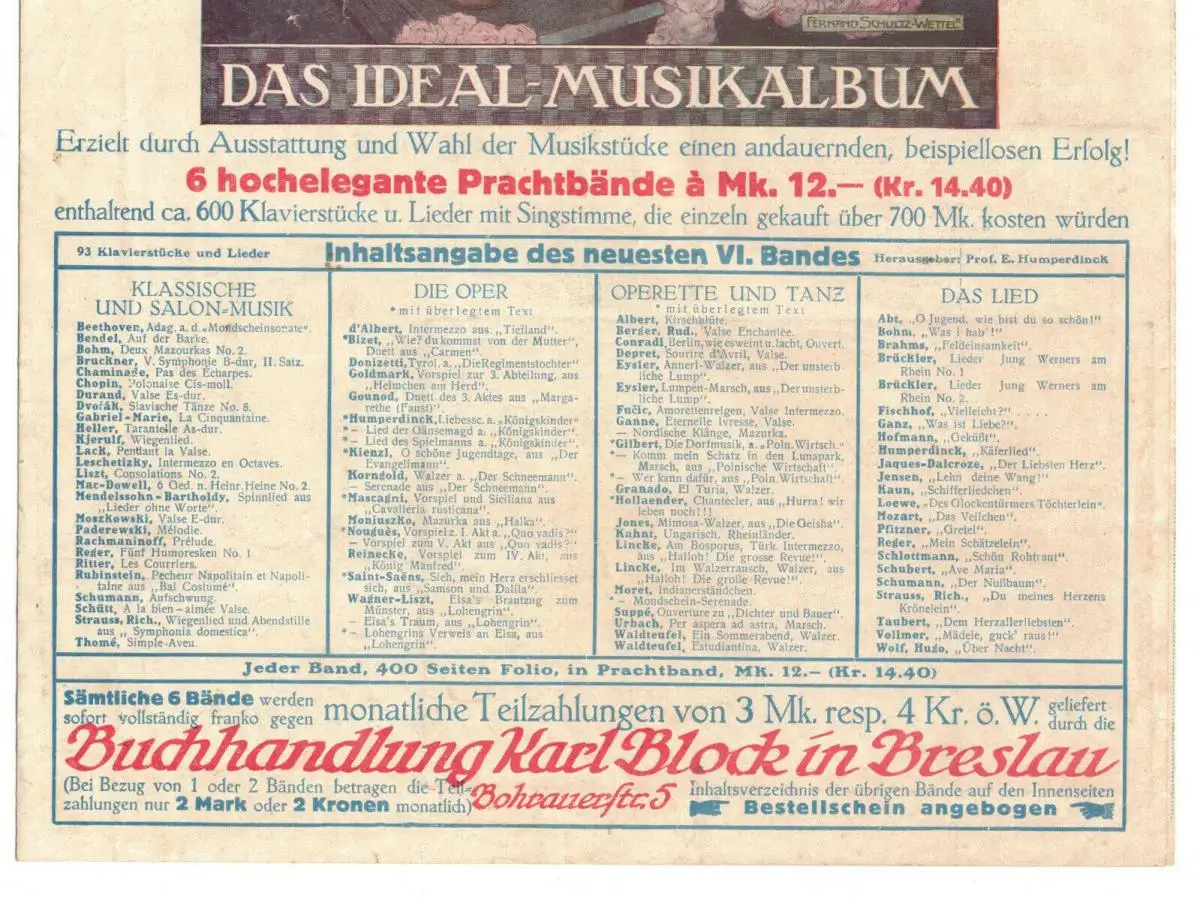 FERNAND SCHULTZ-WETTEL
DAS IDEAL-MUSIKALBUM
Erzielt durch Ausstattung und Wahl der Musikstücke einen andauernden, beispiellosen Erfolg!
6 hochelegante Prachtbände à Mk. 12.— (Kr. 14.40)
enthaltend ca. 600 Klavierstücke u. Lieder mit Singstimme, die einzeln gekauft über 700 Mk. kosten würden
93 Klavierstücke und Lieder
Inhaltsangabe des neuesten VI. Bandes
Herausgeber: Prof. E. Humperdinck
KLASSISCHE
UND SALON-MUSIK
Beethoven, Adag. a. d. „Mondscheinsonate".
Bendel, Auf der Barke.
Bohm, Deux Mazourkas No. 2.
Bruckner, V. Symphonie B-dur, II. Satz.
Chaminade, Pas des Echarpes.
Chopin, Polonaise Cis-moll.
Durand, Valse Es-dur.
Dvořák, Slavische Tänze No. 8.
Gabriel-Marie, La Cinquantaine.
Heller, Tarantelle As-dur.
Kjerulf, Wiegenlied.
Lack, Pendant la Valse.
Leschetizky, Intermezzo en Octaves.
Liszt, Consolations No. 2.
Mac-Dowell, 6 Ged. n. Heinr. Heine No. 2.
Mendelssohn-Bartholdy, Spinnlied aus
„Lieder ohne Worte".
Moszkowski, Valse E-dur.
Paderewski, Mélodie.
Rachmaninoff, Prélude.
Reger, Fünf Humoresken No. 1
Ritter, Les Courriers.
Rubinstein, Pecheur Napolitain et Napoli-
taine aus „Bal Costumé".
Schumann, Aufschwung.
Schütt, A la bien-aimée Valse.
Strauss, Rich., Wiegenlied und Abendstille
aus „Symphonia domestica".
Thomé, Simple-Aveu.
DIE OPER
*mit überlegtem Text
d'Albert, Intermezzo aus „Tiefland".
*Bizet, „Wie? du kommst von der Mutter",
Duett aus „Carmen".
Donizetti, Tyrol. a. „Die Regimentstochter"
Goldmark, Vorspiel zur 3. Abteilung, aus
„Heimchen am Herd".
Gounod, Duett des 3. Aktes aus „Marga-
rethe (Faust)".
*Humperdinck, Liebessc. a. „Königskinder"
*— Lied der Gänsemagd a. „Königskinder".
*— Lied des Spielmanns a. „Königskinder".
*Kienzl, O schöne Jugendtage, aus „Der
Evangelimann".
Korngold, Walzer a. „Der Schneemann".
— Serenade aus „Der Schneemann".
*Mascagni, Vorspiel und Siciliana aus
„Cavalleria rusticana".
Moniuszko, Mazurka aus „Halka".
*Nouguès, Vorspiel z. I. Akt a. „Quo vadis?"
— Vorspiel zum V. Akt aus „Quo vadis?"
Reinecke, Vorspiel zum IV. Akt, aus
„König Manfred".
*Saint-Saëns, Sieh, mein Herz erschliesset
sich, aus „Samson und Dalila".
Wagner-Liszt, Elsa's Brautzug zum
Münster, aus „Lohengrin".
— Elsa's Traum, aus „Lohengrin".
*— Lohengrins Verweis an Elsa, aus
„Lohengrin".
OPERETTE UND TANZ
*mit überlegtem Text
Albert, Kirschblüte.
Berger, Rud., Valse Enchantée.
Conradi, Berlin, wie es weint u. lacht, Ouvert.
Depret, Sourire d'Avril, Valse.
Eysler, Annerl-Walzer, aus „Der unsterb-
liche Lump".
Eysler, Lumpen-Marsch, aus „Der unsterb-
liche Lump".
Fučic, Amorettenreigen, Valse Intermezzo.
Ganne, Eternelle Ivresse, Valse.
— Nordische Klänge, Mazurka.
*Gilbert, Die Dorfmusik, a. „Poln. Wirtsch."
*— Komm mein Schatz in den Lunapark,
Marsch, aus „Polnische Wirtschaft".
*— Wer kann dafür, aus „Poln. Wirtschaft".
Granado, El Turia, Walzer.
*Hollaender, Chantecler, aus „Hurra! wir
leben noch!!!
Jones, Mimosa-Walzer, aus „Die Geisha".
Kahnt, Ungarisch. Rheinländer.
Lincke, Am Bosporus, Türk. Intermezzo,
aus „Halloh! Die grosse Revue!"
Lincke, Im Walzerrausch, Walzer, aus
„Halloh! Die große Revue!".
Moret, Indianerständchen.
*— Mondschein-Serenade.
Suppé, Ouverture zu „Dichter und Bauer".
Urbach, Per aspera ad astra, Marsch.
Waldteufel, Ein Sommerabend, Walzer.
Waldteufel, Estudiantina, Walzer.
DAS LIED
Abt, „O Jugend, wie bist du so schön!"
Bohm, „Was i hab'!"
Brahms, „Feldeinsamkeit".
Brückler, Lieder Jung Werners am
Rhein No. 1
Brückler, Lieder Jung Werners am
Rhein No. 2.
Fischhof, „Vielleicht?" . . . .
Ganz, „Was ist Liebe?".
Hofmann, „Geküßt".
Humperdinck, „Käferlied".
Jaques-Dalcroze, „Der Liebsten Herz".
Jensen, „Lehn deine Wang!"
Kaun, „Schifferliedchen".
Loewe, „Des Glockentürmers Töchterlein".
Mozart, „Das Veilchen".
Pfitzner, „Gretel".
Reger, „Mein Schätzelein".
Schlottmann, „Schön Rohtraut".
Schubert, „Ave Maria".
Schumann, „Der Nußbaum".
Strauss, Rich., „Du meines Herzens
Krönelein".
Taubert, „Dem Herzallerliebsten".
Vollmer, „Mädele, guck' raus!"
Wolf, Hugo, „Über Nacht".
Jeder Band, 400 Seiten Folio, in Prachtband, Mk. 12.— (Kr. 14.40)
Sämtliche 6 Bände werden
sofort vollständig franko gegen
monatliche Teilzahlungen von 3 Mk. resp. 4 Kr. ö. W.
geliefert
durch die
Buchhandlung Karl Block in Breslau
(Bei Bezug von 1 oder 2 Bänden betragen die Teil-
zahlungen nur 2 Mark oder 2 Kronen monatlich)
Bohrauerstr. 5
Inhaltsverzeichnis der übrigen Bände auf den Innenseiten
Bestellschein angebogen